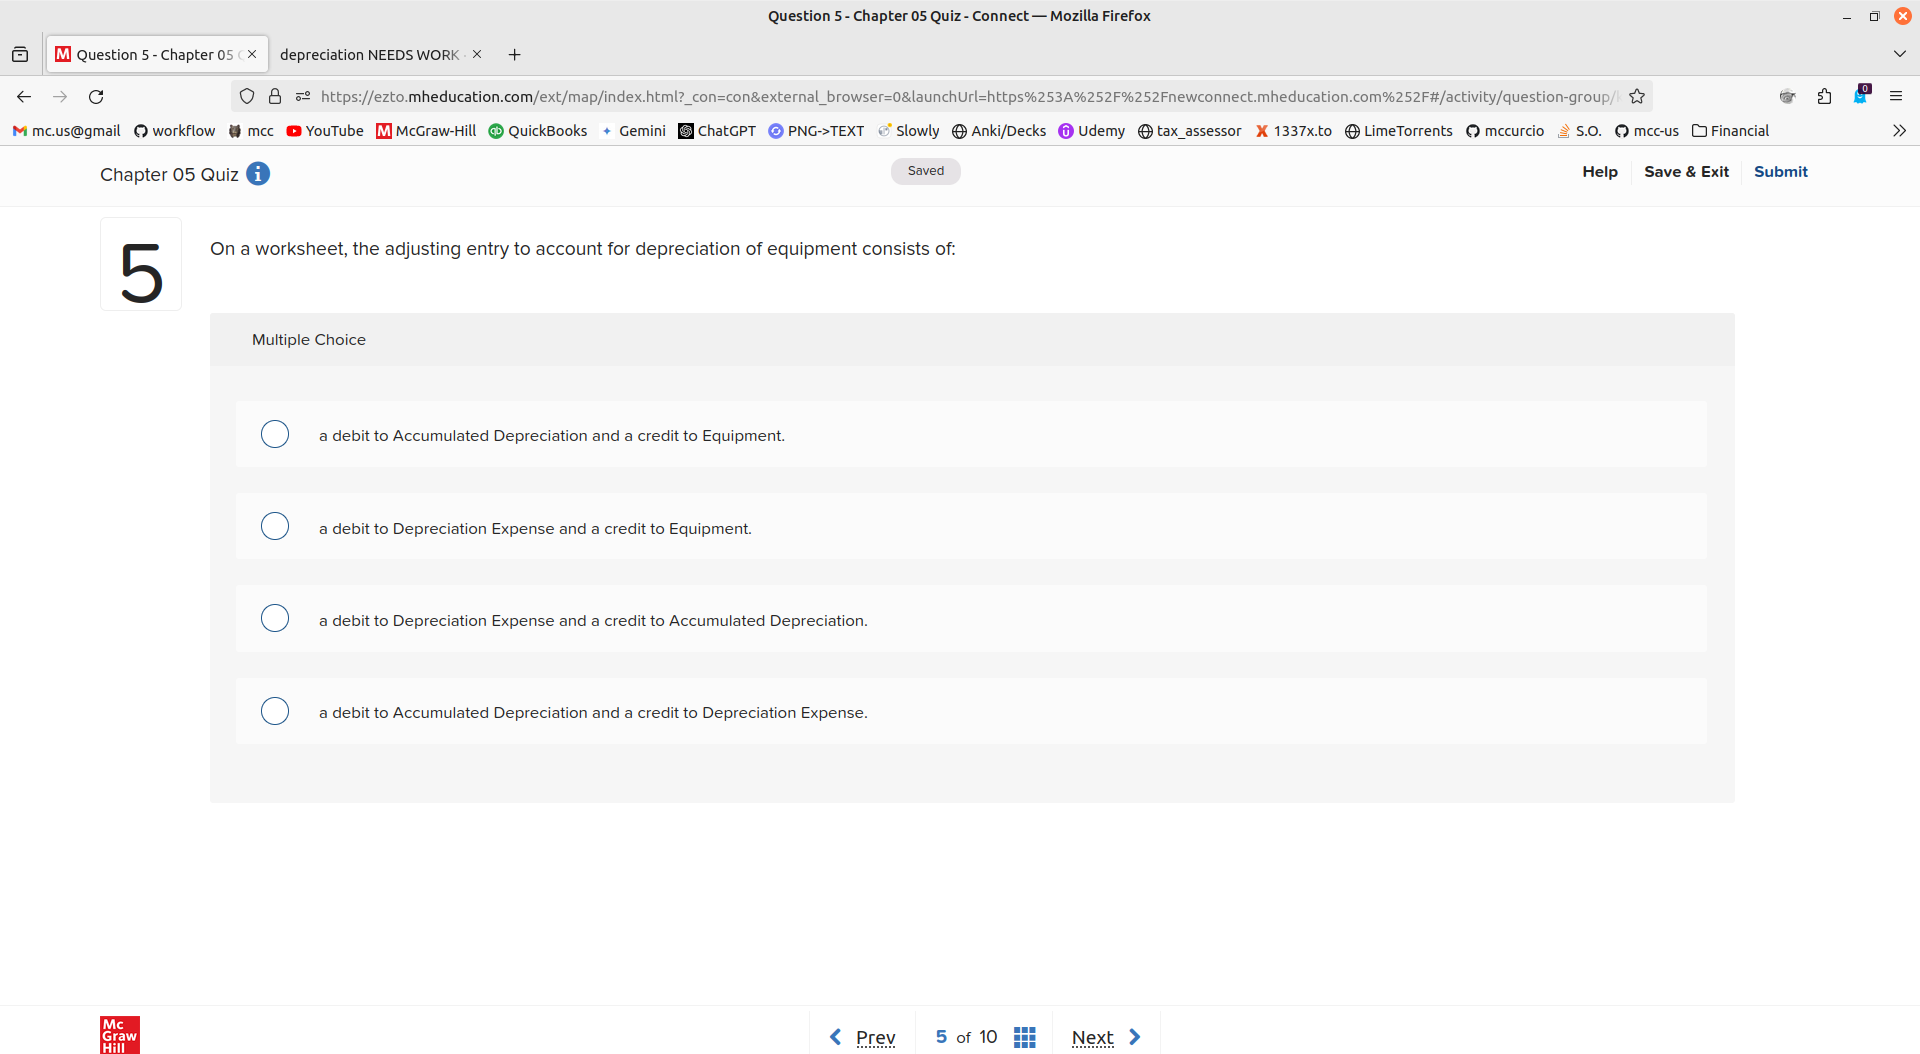 Question 5 - Chapter 05 Quiz - Connect — Mozilla Firefox
Question 5 - Chapter 05
depreciation NEEDS WORK
https://ezto.mheducation.com/ext/map/index.html?_con=con&external_browser=0&launchUrl=https%253A%252F%252Fnewconnect.mheducation.com%252F#/activity/question-group/
0
mc.us@gmail workflow mcc YouTube McGraw-Hill QuickBooks Gemini ChatGPT PNG->TEXT Slowly Anki/Decks Udemy tax_assessor 1337x.to LimeTorrents mccurcio S.O. mcc-us Financial
Chapter 05 Quiz i Saved Help Save & Exit Submit
5 On a worksheet, the adjusting entry to account for depreciation of equipment consists of:
Multiple Choice
a debit to Accumulated Depreciation and a credit to Equipment.
a debit to Depreciation Expense and a credit to Equipment.
a debit to Depreciation Expense and a credit to Accumulated Depreciation.
a debit to Accumulated Depreciation and a credit to Depreciation Expense.
Mc
Graw
Hill
Prev 5 of 10 Next